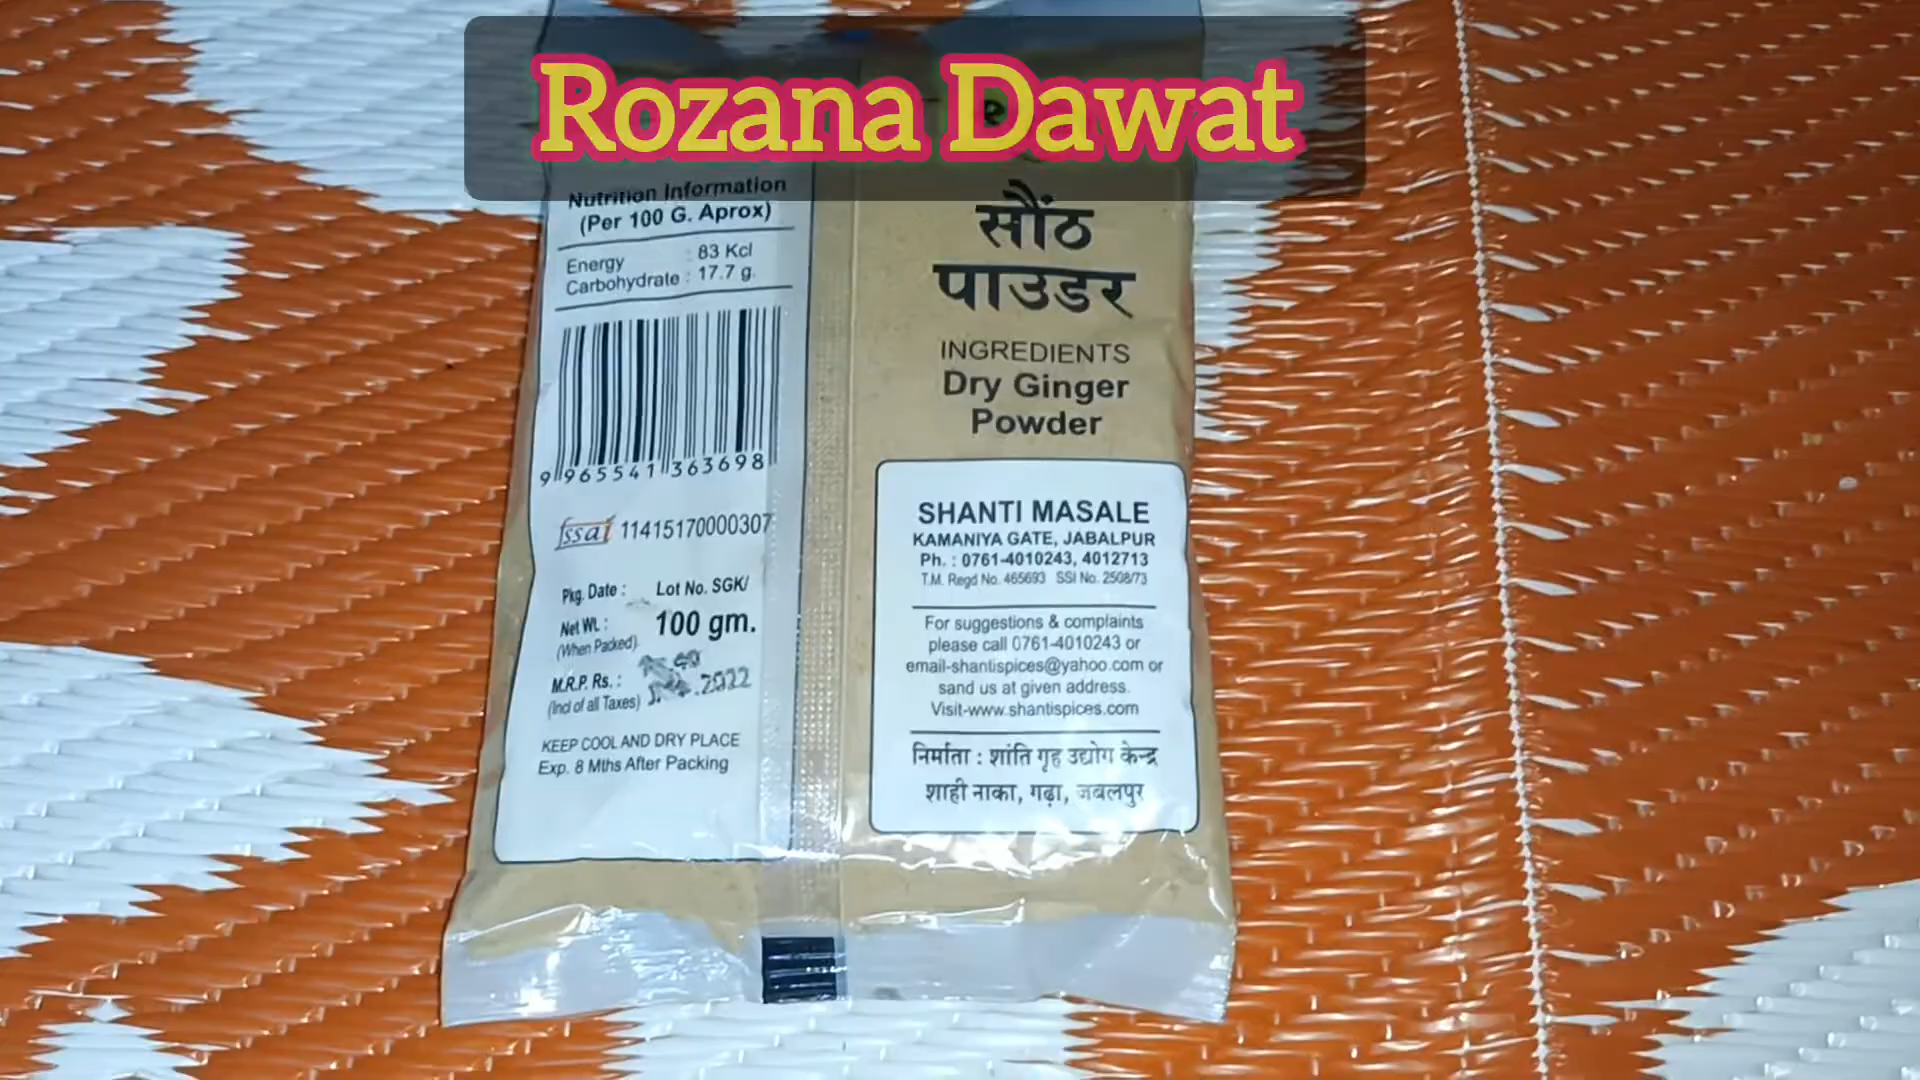 Rozana Dawat
Nutrition Information
(Per 100 G. Aprox)
Energy : 83 Kcl
Carbohydrate : 17.7 g.
9 965541 363698
fssai 11415170000307
Pkg. Date : Lot No. SGK/
Net Wt. : 100 gm.
(When Packed)
M.R.P. Rs. : .2022
(Incl of all Taxes)
KEEP COOL AND DRY PLACE
Exp. 8 Mths After Packing
सौंठ
पाउडर
INGREDIENTS
Dry Ginger
Powder
SHANTI MASALE
KAMANIYA GATE, JABALPUR
Ph. : 0761-4010243, 4012713
T.M. Regd No. 465693 SSI No. 2508/73
For suggestions & complaints
please call 0761-4010243 or
email-shantispices@yahoo.com or
sand us at given address.
Visit-www.shantispices.com
निर्माता : शांति गृह उद्योग केन्द्र
शाही नाका, गढ़ा, जबलपुर